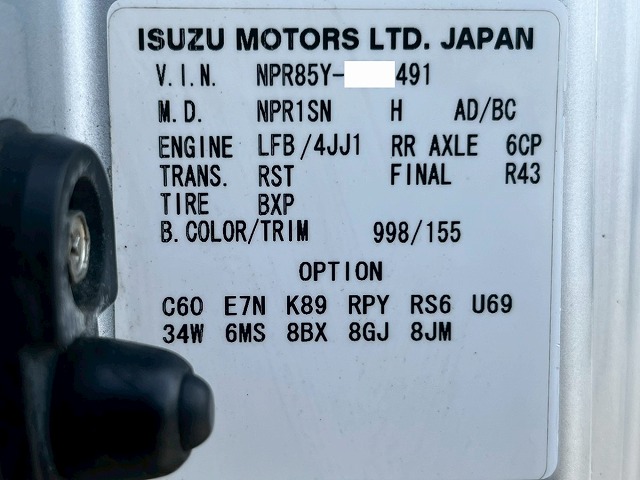 ISUZU MOTORS LTD. JAPAN
V.I.N. NPR85Y- 491
M.D. NPR1SN H AD/BC
ENGINE LFB/4JJ1 RR AXLE 6CP
TRANS. RST FINAL R43
TIRE BXP
B.COLOR/TRIM 998/155
OPTION
C60 E7N K89 RPY RS6 U69
34W 6MS 8BX 8GJ 8JM